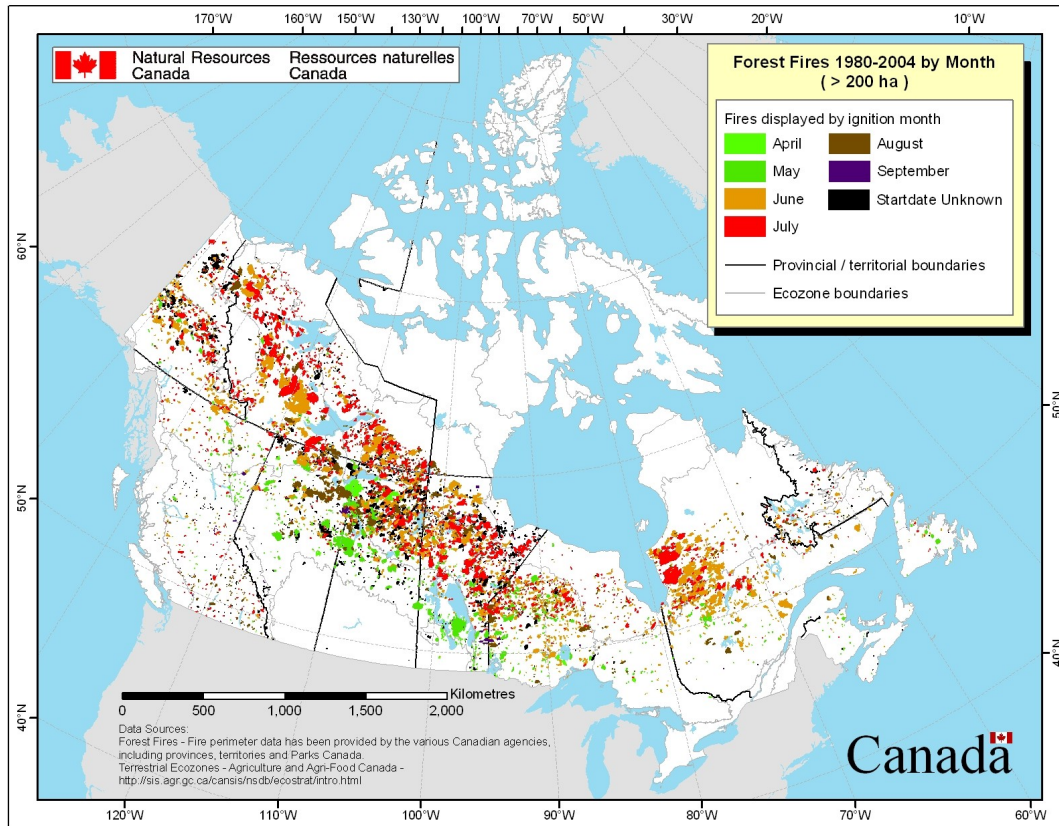 170°W 160°W 150°W 140°W 130°W 120°W 110°W 100°W 90°W 80°W 70°W 60°W 50°W 40°W 30°W 20°W 10°W
Natural Resources Canada
Ressources naturelles Canada
Forest Fires 1980-2004 by Month
( > 200 ha )
Fires displayed by ignition month
April
May
June
July
August
September
Startdate Unknown
Provincial / territorial boundaries
Ecozone boundaries
60°N
50°N
40°N
50°N
40°N
Kilometres
0 500 1,000 1,500 2,000
Data Sources:
Forest Fires - Fire perimeter data has been provided by the various Canadian agencies,
including provinces, territories and Parks Canada.
Terrestrial Ecozones - Agriculture and Agri-Food Canada -
http://sis.agr.gc.ca/cansis/nsdb/ecostrat/intro.html
Canada
120°W 110°W 100°W 90°W 80°W 70°W 60°W